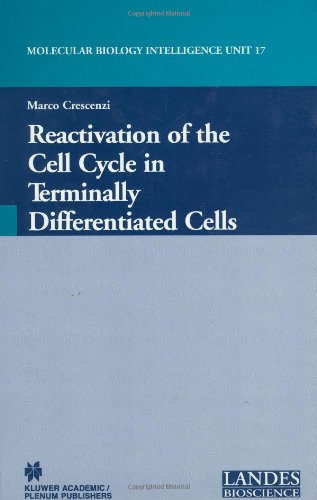 MOLECULAR BIOLOGY INTELLIGENCE UNIT 17
Marco Crescenzi
Reactivation of the
Cell Cycle in
Terminally
Differentiated Cells
KLUWER ACADEMIC /
PLENUM PUBLISHERS
LANDES
BIOSCIENCE